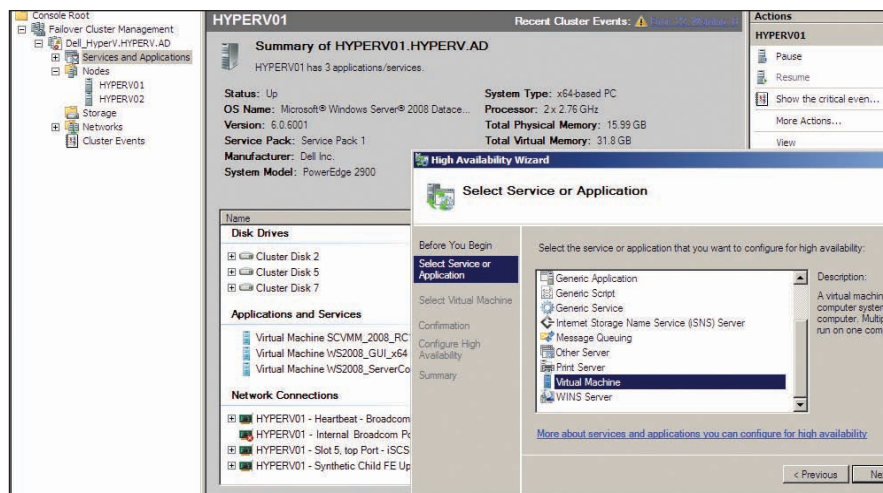 Console Root
Failover Cluster Management
Dell_HyperV.HYPERV.AD
Services and Applications
Nodes
HYPERV01
HYPERV02
Storage
Networks
Cluster Events
HYPERV01
Recent Cluster Events:
Summary of HYPERV01.HYPERV.AD
HYPERV01 has 3 applications/services.
Status: Up
OS Name: Microsoft® Windows Server® 2008 Datace...
Version: 6.0.6001
Service Pack: Service Pack 1
Manufacturer: Dell Inc.
System Model: PowerEdge 2900
System Type: x64-based PC
Processor: 2 x 2.76 GHz
Total Physical Memory: 15.99 GB
Total Virtual Memory: 31.8 GB
Name
Disk Drives
Cluster Disk 2
Cluster Disk 5
Cluster Disk 7
Applications and Services
Virtual Machine SCVMM_2008_RC
Virtual Machine WS2008_GUI_x64
Virtual Machine WS2008_ServerCo
Network Connections
HYPERV01 - Heartbeat - Broadcom
HYPERV01 - Internal Broadcom Po
HYPERV01 - Slot 5, top Port - iSCS
HYPERV01 - Synthetic Child FE Up
Actions
HYPERV01
Pause
Resume
Show the critical even...
More Actions...
View
High Availability Wizard
Select Service or Application
Before You Begin
Select Service or
Application
Select Virtual Machine
Confirmation
Configure High
Availability
Summary
Select the service or application that you want to configure for high availability:
Generic Application
Generic Script
Generic Service
Internet Storage Name Service (iSNS) Server
Message Queuing
Other Server
Print Server
Virtual Machine
WINS Server
Description:
A virtual machin
computer system
computer. Multip
run on one com
More about services and applications you can configure for high availability
< Previous
Ne